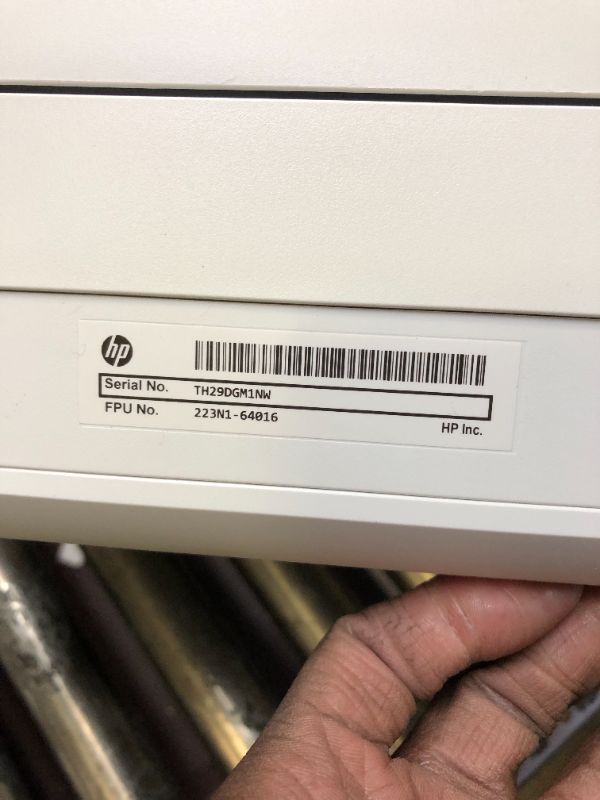 hp
Serial No. TH29DGM1NW
FPU No. 223N1-64016
HP Inc.